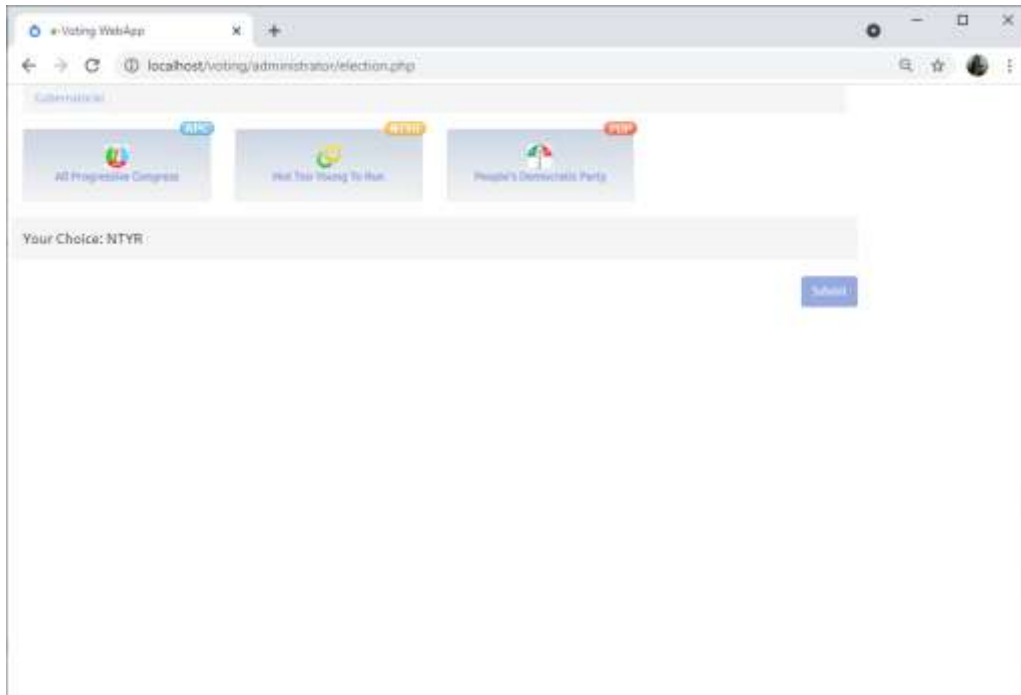 e-Voting WebApp
localhost/voting/administrator/election.php
Gubernatorial
APC
NTYR
PDP
All Progressive Congress
Not Too Young To Run
People's Democratic Party
Your Choice: NTYR
Submit